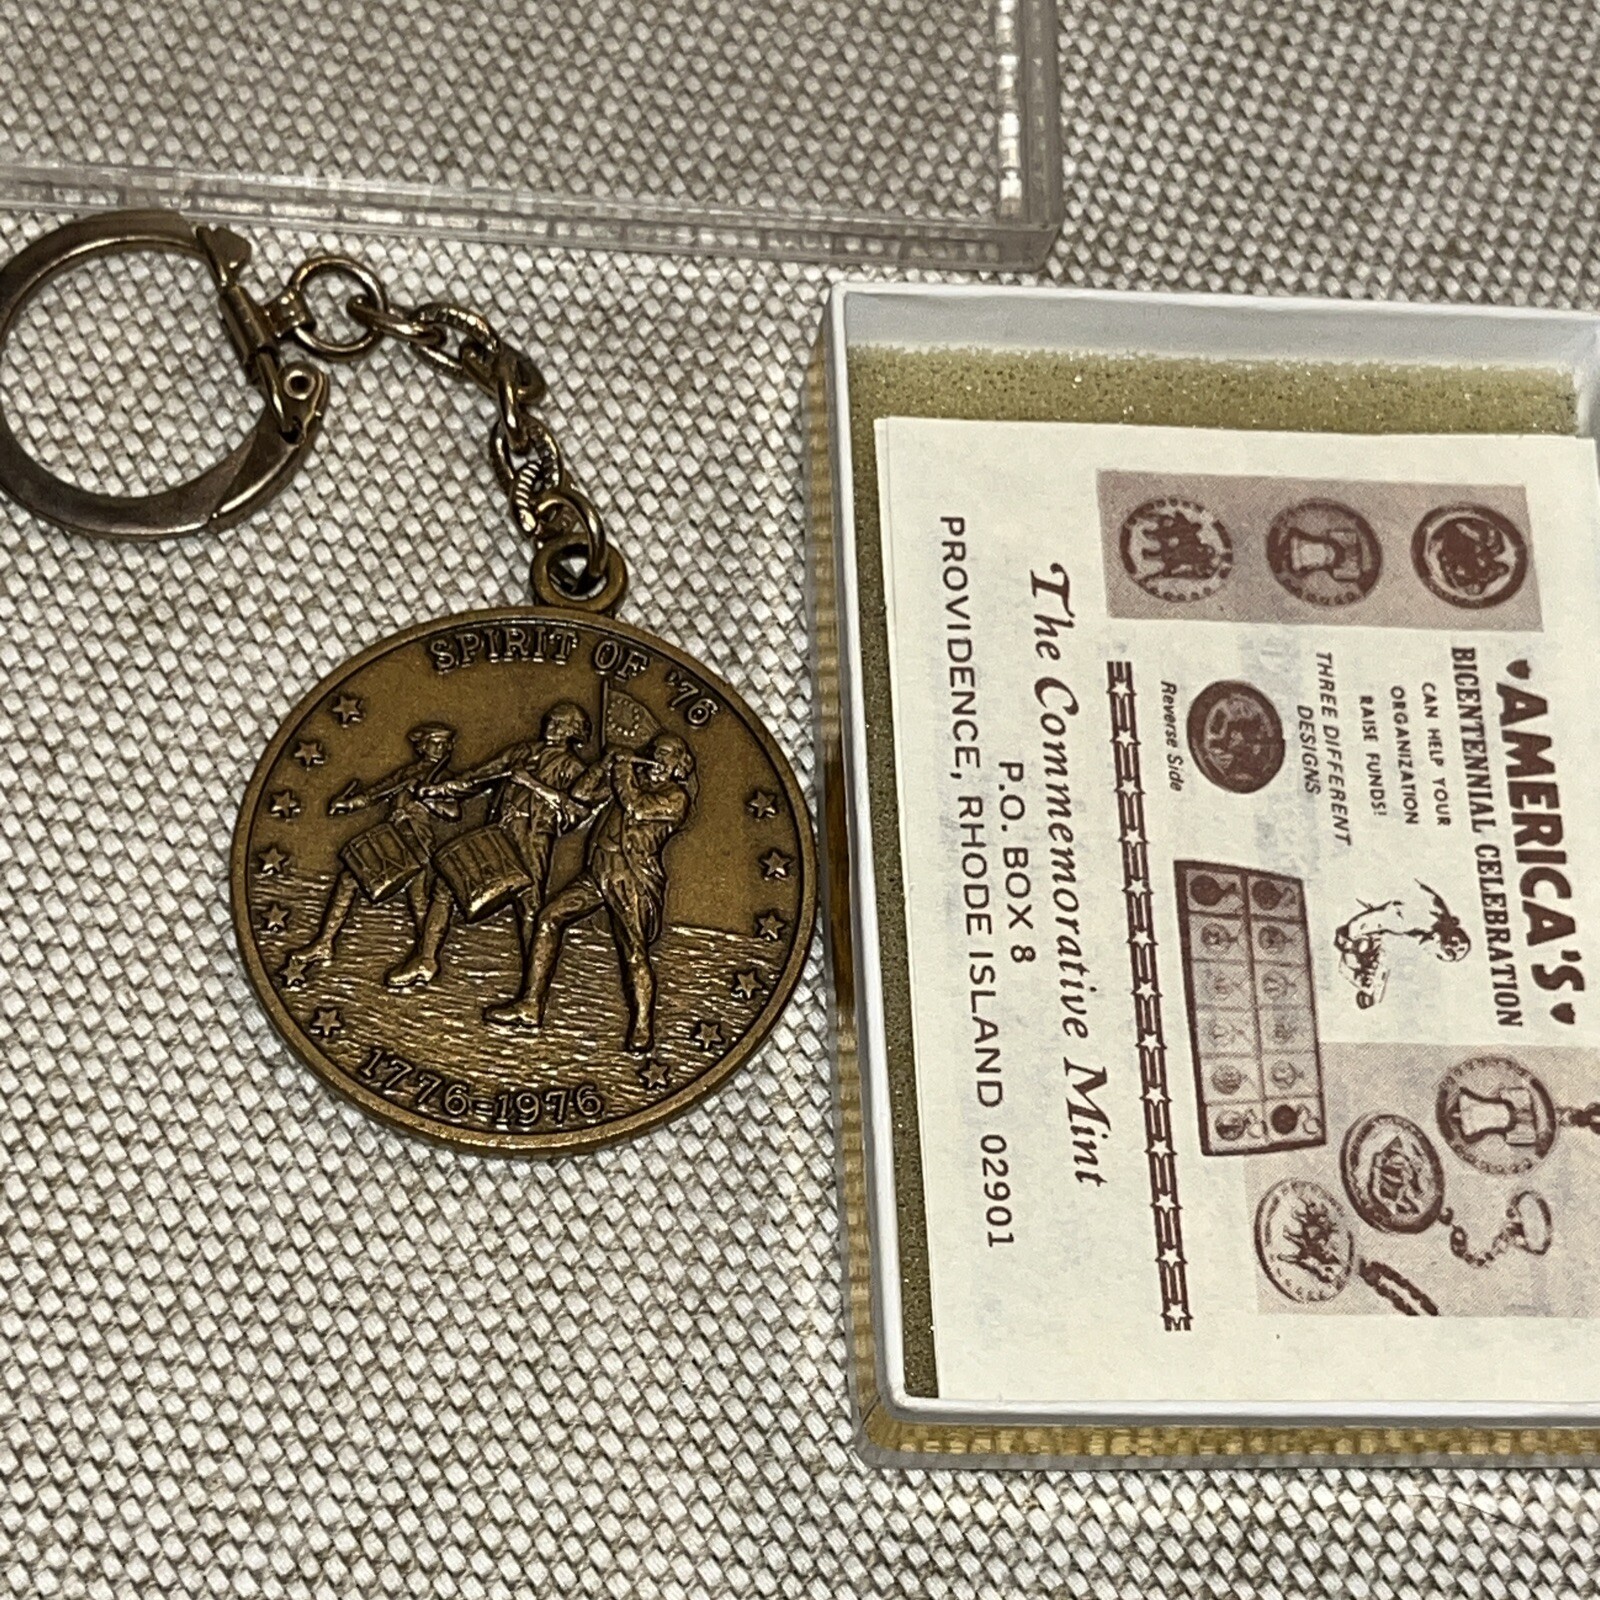 SPIRIT OF '76
1776-1976
AMERICA'S
BICENTENNIAL CELEBRATION
CAN HELP YOUR
ORGANIZATION
RAISE FUNDS!
THREE DIFFERENT
DESIGNS
Reverse Side
The Commemorative Mint
P.O. BOX 8
PROVIDENCE, RHODE ISLAND 02901